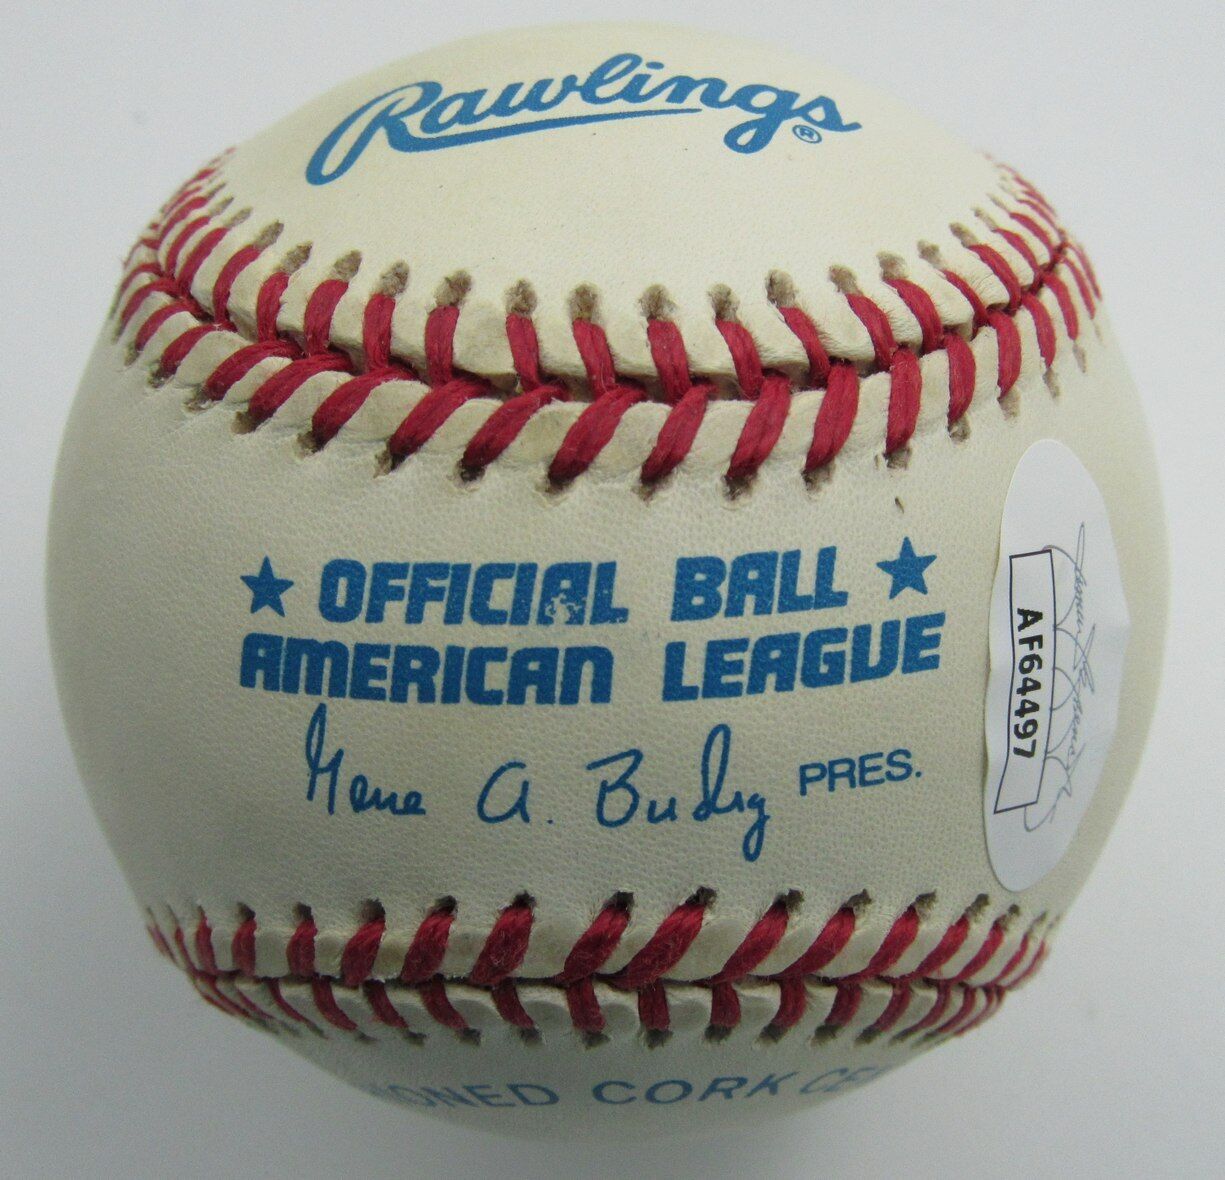 Rawlings®
★ OFFICIAL BALL ★
AMERICAN LEAGUE
Gene A. Budig PRES.
AF64497
CORK